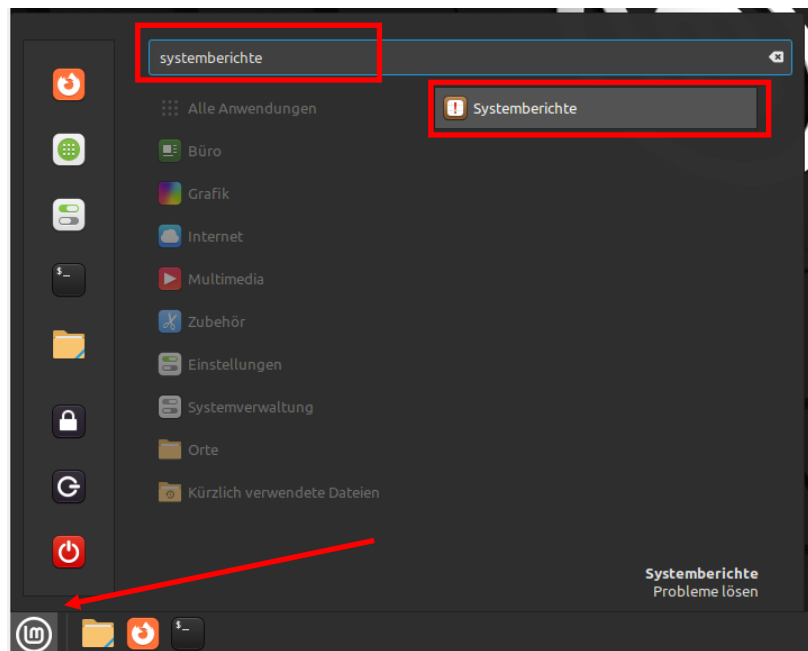 systemberichte
Alle Anwendungen
Büro
Grafik
Internet
Multimedia
Zubehör
Einstellungen
Systemverwaltung
Orte
Kürzlich verwendete Dateien
Systemberichte
Systemberichte
Probleme lösen